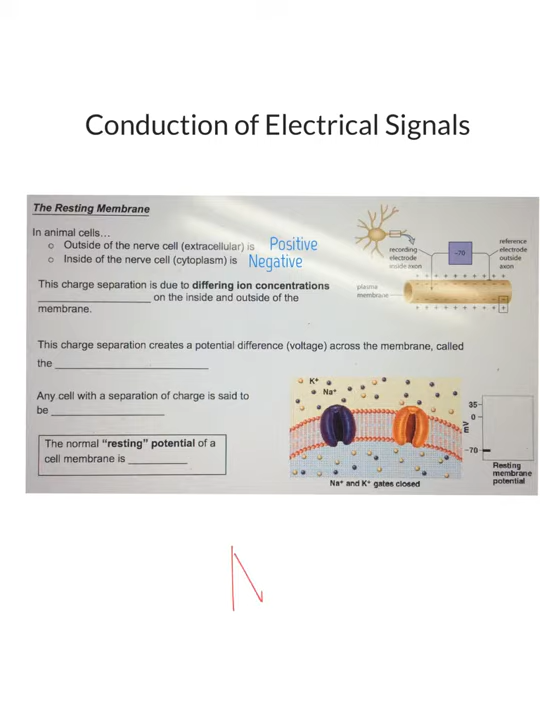 Conduction of Electrical Signals
The Resting Membrane
In animal cells...
o Outside of the nerve cell (extracellular) is Positive
o Inside of the nerve cell (cytoplasm) is Negative
This charge separation is due to differing ion concentrations
____________________ on the inside and outside of the
membrane.
This charge separation creates a potential difference (voltage) across the membrane, called
the ___________________________
Any cell with a separation of charge is said to
be ____________________
The normal "resting" potential of a
cell membrane is __________
recording
electrode
inside axon
-70
reference
electrode
outside
axon
plasma
membrane
K+
Na+
Na+ and K+ gates closed
35
0
mV
-70
Resting
membrane
potential